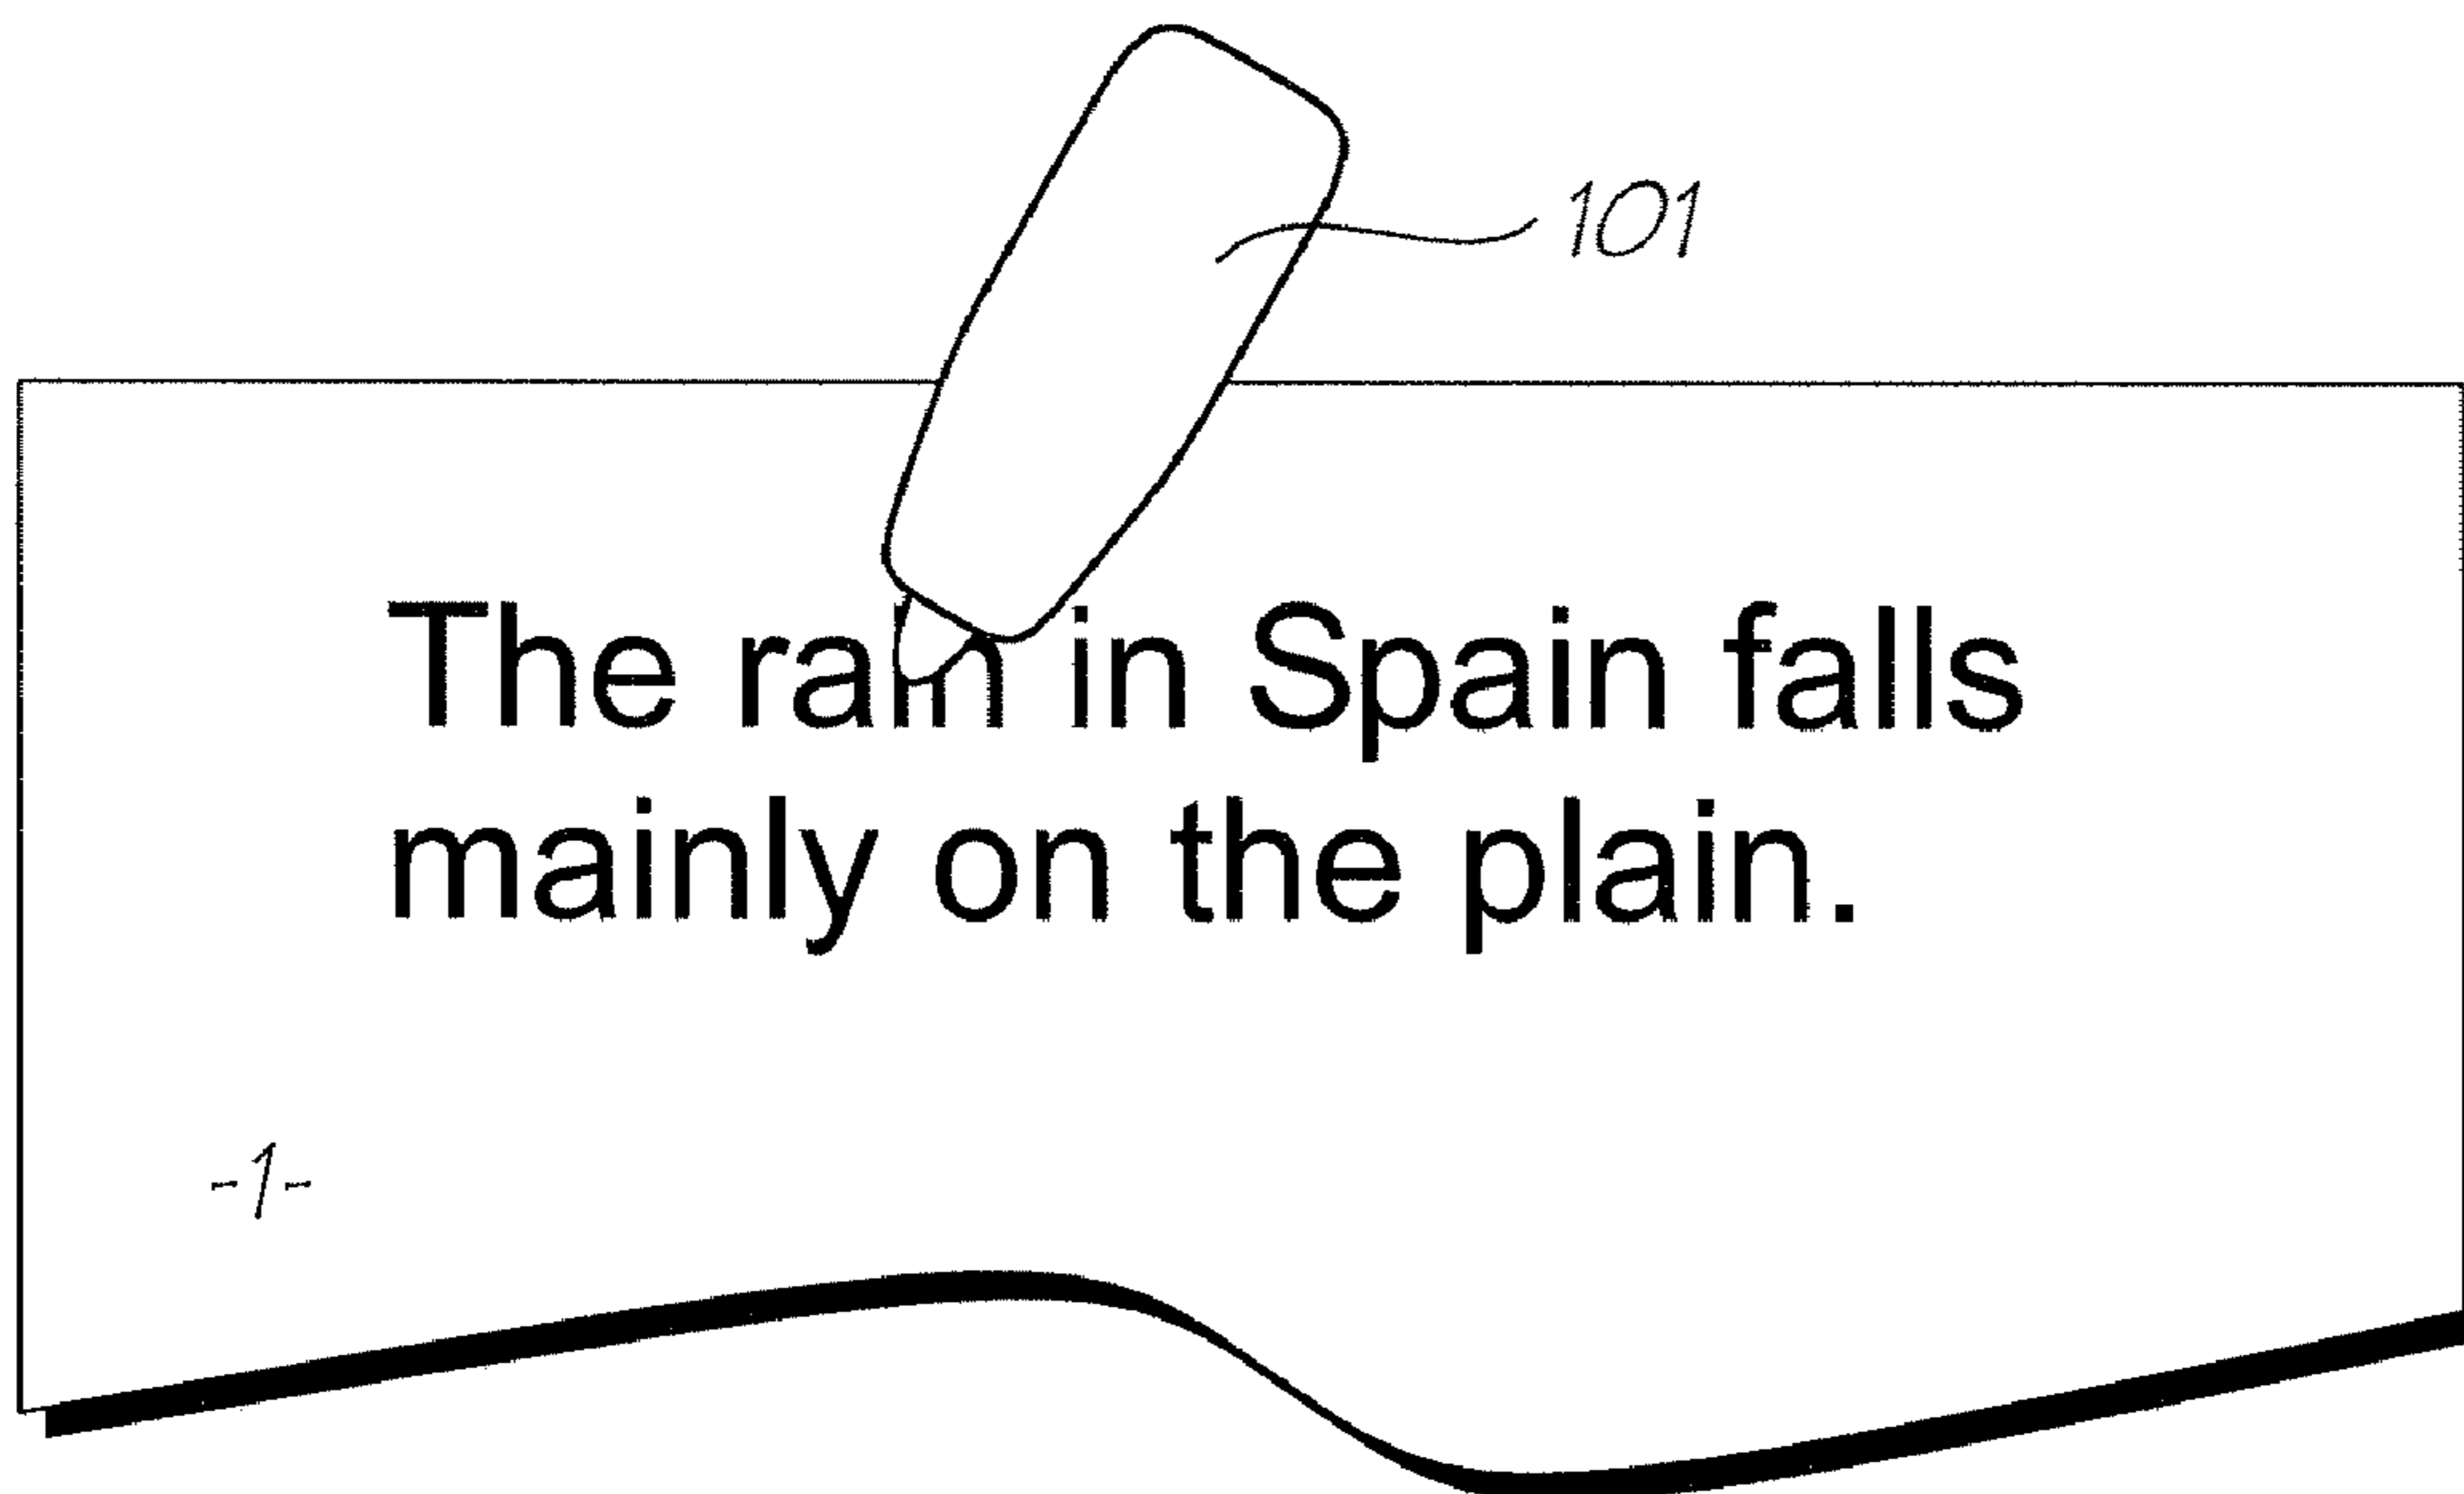 101
The rain in Spain falls
mainly on the plain.
-1-